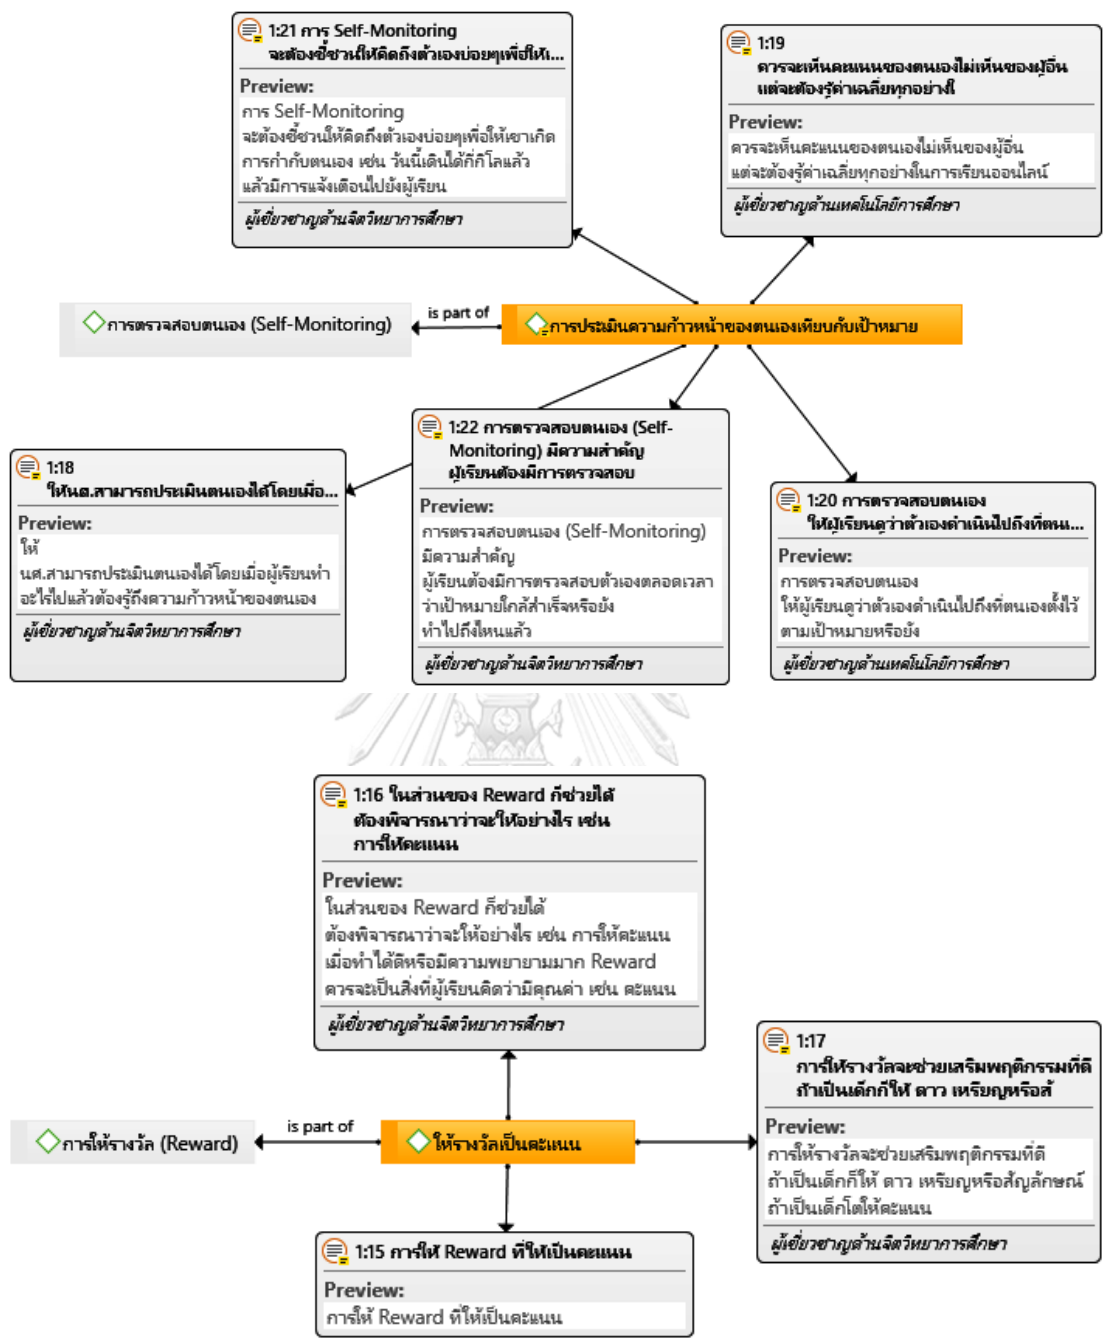 1:21 การ Self-Monitoring
จะต้องชี้ชวนให้คิดถึงตัวเองบ่อยๆเพื่อให้เ...
Preview:
การ Self-Monitoring
จะต้องชี้ชวนให้คิดถึงตัวเองบ่อยๆเพื่อให้เขาเกิด
การกำกับตนเอง เช่น วันนี้เดินได้กี่กิโลแล้ว
แล้วมีการแจ้งเตือนไปยังผู้เรียน
ผู้เชี่ยวชาญด้านจิตวิทยาการศึกษา
1:19
ควรจะเห็นคะแนนของตนเองไม่เห็นของผู้อื่น
แต่จะต้องรู้ค่าเฉลี่ยทุกอย่างใ
Preview:
ควรจะเห็นคะแนนของตนเองไม่เห็นของผู้อื่น
แต่จะต้องรู้ค่าเฉลี่ยทุกอย่างในการเรียนออนไลน์
ผู้เชี่ยวชาญด้านเทคโนโลยีการศึกษา
การตรวจสอบตนเอง (Self-Monitoring)
is part of
การประเมินความก้าวหน้าของตนเองเทียบกับเป้าหมาย
1:18
ให้นศ.สามารถประเมินตนเองได้โดยเมื่อ...
Preview:
ให้
นศ.สามารถประเมินตนเองได้โดยเมื่อผู้เรียนทำ
อะไรไปแล้วต้องรู้ถึงความก้าวหน้าของตนเอง
ผู้เชี่ยวชาญด้านจิตวิทยาการศึกษา
1:22 การตรวจสอบตนเอง (Self-
Monitoring) มีความสำคัญ
ผู้เรียนต้องมีการตรวจสอบ
Preview:
การตรวจสอบตนเอง (Self-Monitoring)
มีความสำคัญ
ผู้เรียนต้องมีการตรวจสอบตัวเองตลอดเวลา
ว่าเป้าหมายใกล้สำเร็จหรือยัง
ทำไปถึงไหนแล้ว
ผู้เชี่ยวชาญด้านจิตวิทยาการศึกษา
1:20 การตรวจสอบตนเอง
ให้ผู้เรียนดูว่าตัวเองดำเนินไปถึงที่ตนเ...
Preview:
การตรวจสอบตนเอง
ให้ผู้เรียนดูว่าตัวเองดำเนินไปถึงที่ตนเองตั้งไว้
ตามเป้าหมายหรือยัง
ผู้เชี่ยวชาญด้านเทคโนโลยีการศึกษา
1:16 ในส่วนของ Reward ก็ช่วยได้
ต้องพิจารณาว่าจะให้อย่างไร เช่น
การให้คะแนน
Preview:
ในส่วนของ Reward ก็ช่วยได้
ต้องพิจารณาว่าจะให้อย่างไร เช่น การให้คะแนน
เมื่อทำได้ดีหรือมีความพยายามมาก Reward
ควรจะเป็นสิ่งที่ผู้เรียนคิดว่ามีคุณค่า เช่น คะแนน
ผู้เชี่ยวชาญด้านจิตวิทยาการศึกษา
การให้รางวัล (Reward)
is part of
ให้รางวัลเป็นคะแนน
1:17
การให้รางวัลจะช่วยเสริมพฤติกรรมที่ดี
ถ้าเป็นเด็กก็ให้ ดาว เหรียญหรือสั
Preview:
การให้รางวัลจะช่วยเสริมพฤติกรรมที่ดี
ถ้าเป็นเด็กก็ให้ ดาว เหรียญหรือสัญลักษณ์
ถ้าเป็นเด็กโตให้คะแนน
ผู้เชี่ยวชาญด้านจิตวิทยาการศึกษา
1:15 การให้ Reward ที่ให้เป็นคะแนน
Preview:
การให้ Reward ที่ให้เป็นคะแนน